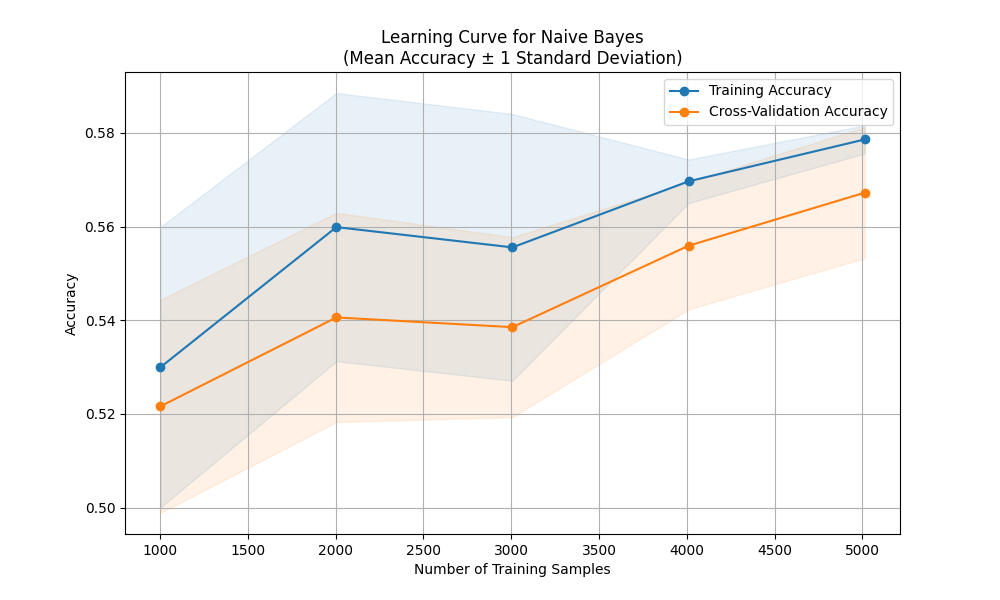 Learning Curve for Naive Bayes
(Mean Accuracy ± 1 Standard Deviation)
Training Accuracy
Cross-Validation Accuracy
Accuracy
0.58
0.56
0.54
0.52
0.50
1000 1500 2000 2500 3000 3500 4000 4500 5000
Number of Training Samples